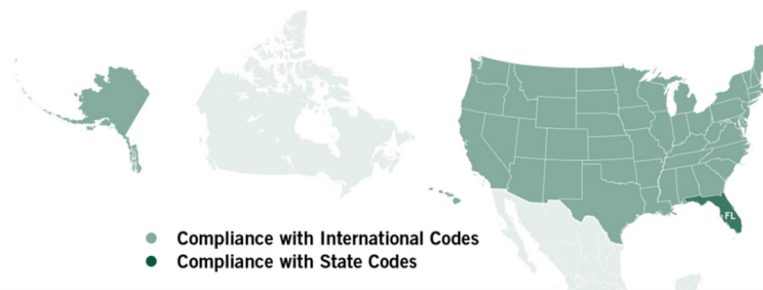 FL
Compliance with International Codes
Compliance with State Codes